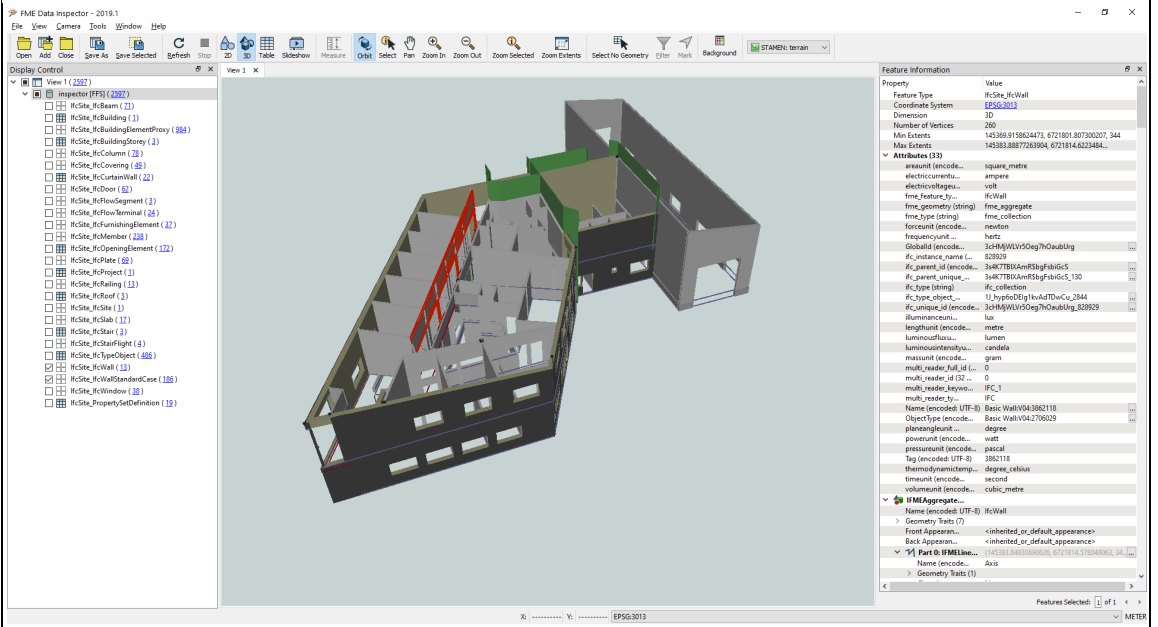 FME Data Inspector - 2019.1
File View Camera Tools Window Help
Open Add Close Save As Save Selected Refresh Stop 2D 3D Table Slideshow Measure Orbit Select Pan Zoom In Zoom Out Zoom Selected Zoom Extents Select No Geometry Filter Mark Background STAMEN: terrain
Display Control
View 1 (2597)
inspector [FFS] (2597)
IfcSite_IfcBeam (71)
IfcSite_IfcBuilding (1)
IfcSite_IfcBuildingElementProxy (984)
IfcSite_IfcBuildingStorey (3)
IfcSite_IfcColumn (78)
IfcSite_IfcCovering (49)
IfcSite_IfcCurtainWall (22)
IfcSite_IfcDoor (62)
IfcSite_IfcFlowSegment (3)
IfcSite_IfcFlowTerminal (24)
IfcSite_IfcFurnishingElement (37)
IfcSite_IfcMember (238)
IfcSite_IfcOpeningElement (172)
IfcSite_IfcPlate (69)
IfcSite_IfcProject (1)
IfcSite_IfcRailing (13)
IfcSite_IfcRoof (3)
IfcSite_IfcSite (1)
IfcSite_IfcSlab (17)
IfcSite_IfcStair (3)
IfcSite_IfcStairFlight (4)
IfcSite_IfcTypeObject (486)
IfcSite_IfcWall (13)
IfcSite_IfcWallStandardCase (186)
IfcSite_IfcWindow (38)
IfcSite_PropertySetDefinition (19)
View 1
Feature Information
Property Value
Feature Type IfcSite_IfcWall
Coordinate System EPSG:3013
Dimension 3D
Number of Vertices 260
Min Extents 145369.9158624473, 6721801.807300207, 344
Max Extents 145383.88877263904, 6721814.6223484...
Attributes (33)
areaunit (encode... square_metre
electriccurrentu... ampere
electricvoltageu... volt
fme_feature_ty... IfcWall
fme_geometry (string) fme_aggregate
fme_type (string) fme_collection
forceunit (encode... newton
frequencyunit ... hertz
GlobalId (encode... 3cHMjWLVr5Oeg7hOaubUrg ...
ifc_instance_name (... 828929
ifc_parent_id (encode... 3s4K7TBIXAmR$bgFsbiGcS ...
ifc_parent_unique_... 3s4K7TBIXAmR$bgFsbiGcS_130 ...
ifc_type (string) ifc_collection
ifc_type_object_... 1J_hyp6oDEIg1kvAdTDwCu_2844 ...
ifc_unique_id (encode... 3cHMjWLVr5Oeg7hOaubUrg_828929 ...
illuminanceuni... lux
lengthunit (encode... metre
luminousfluxu... lumen
luminousintensityu... candela
massunit (encode... gram
multi_reader_full_id (... 0
multi_reader_id (32 ... 0
multi_reader_keywo... IFC_1
multi_reader_ty... IFC
Name (encoded: UTF-8) Basic Wall:V04:3862118 ...
ObjectType (encode... Basic Wall:V04:2706029 ...
planeangleunit ... degree
powerunit (encode... watt
pressureunit (encode... pascal
Tag (encoded: UTF-8) 3862118
thermodynamictemp... degree_celsius
timeunit (encode... second
volumeunit (encode... cubic_metre
IFMEAggregate...
Name (encoded: UTF-8) IfcWall
Geometry Traits (7)
Front Appearan... <inherited_or_default_appearance>
Back Appearan... <inherited_or_default_appearance>
Part 0: IFMELine... (145383.84830690626, 6721814.578048063, 34... ...
Name (encode... Axis
Geometry Traits (1)
Features Selected: 1 of 1
X: ---------- Y: ---------- EPSG:3013 METER